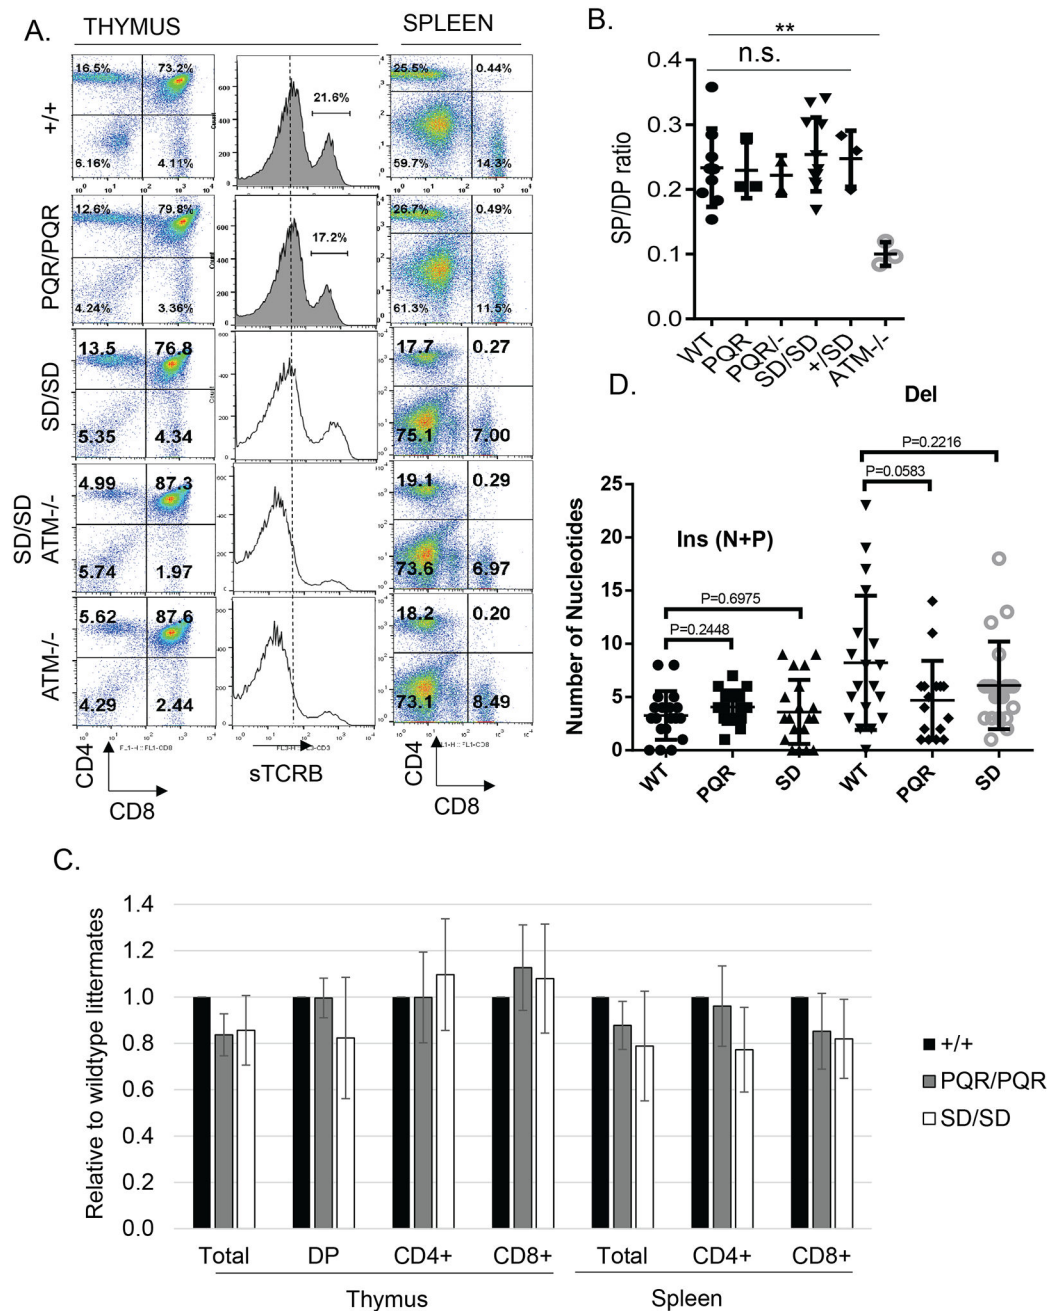 A.
THYMUS
SPLEEN
+/+
16.5%
73.2%
6.16%
4.11%
21.6%
25.5%
0.44%
59.7%
14.3%
PQR/PQR
12.6%
79.8%
4.24%
3.36%
17.2%
26.7%
0.49%
61.3%
11.5%
SD/SD
13.5
76.8
5.35
4.34
17.7
0.27
75.1
7.00
SD/SD
ATM-/-
4.99
87.3
5.74
1.97
19.1
0.29
73.6
6.97
ATM-/-
5.62
87.6
4.29
2.44
18.2
0.20
73.1
8.49
CD4
CD8
sTCRB
CD4
CD8
B.
**
n.s.
SP/DP ratio
0.4
0.3
0.2
0.1
0.0
WT
PQR
PQR/-
SD/SD
+/SD
ATM-/-
D.
Del
P=0.2216
P=0.0583
Ins (N+P)
P=0.6975
P=0.2448
Number of Nucleotides
25
20
15
10
5
0
WT
PQR
SD
WT
PQR
SD
C.
Relative to wildtype littermates
1.4
1.2
1.0
0.8
0.6
0.4
0.2
0.0
Total
DP
CD4+
CD8+
Total
CD4+
CD8+
Thymus
Spleen
+/+
PQR/PQR
SD/SD